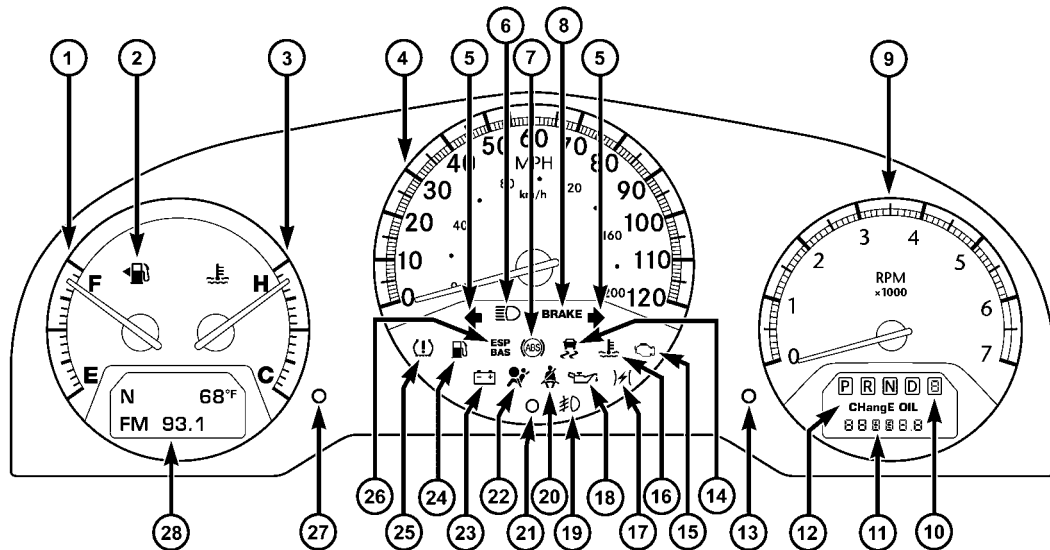 6 8
1 2 3 4 5 7 5 9
50 60 70
40 80
MPH
30 90
80 km/h 120
20 100
40 160
10 110
0 0 200 120
F H
E C
N 68°F
FM 93.1
BRAKE
ESP BAS
ABS
3 4
2 5
RPM
×1000
1 6
0 7
P R N D 8
CHangE OIL
888888
26 24 22 20 18 16 14
25 23 21 19 17 15
28 27 13 12 11 10